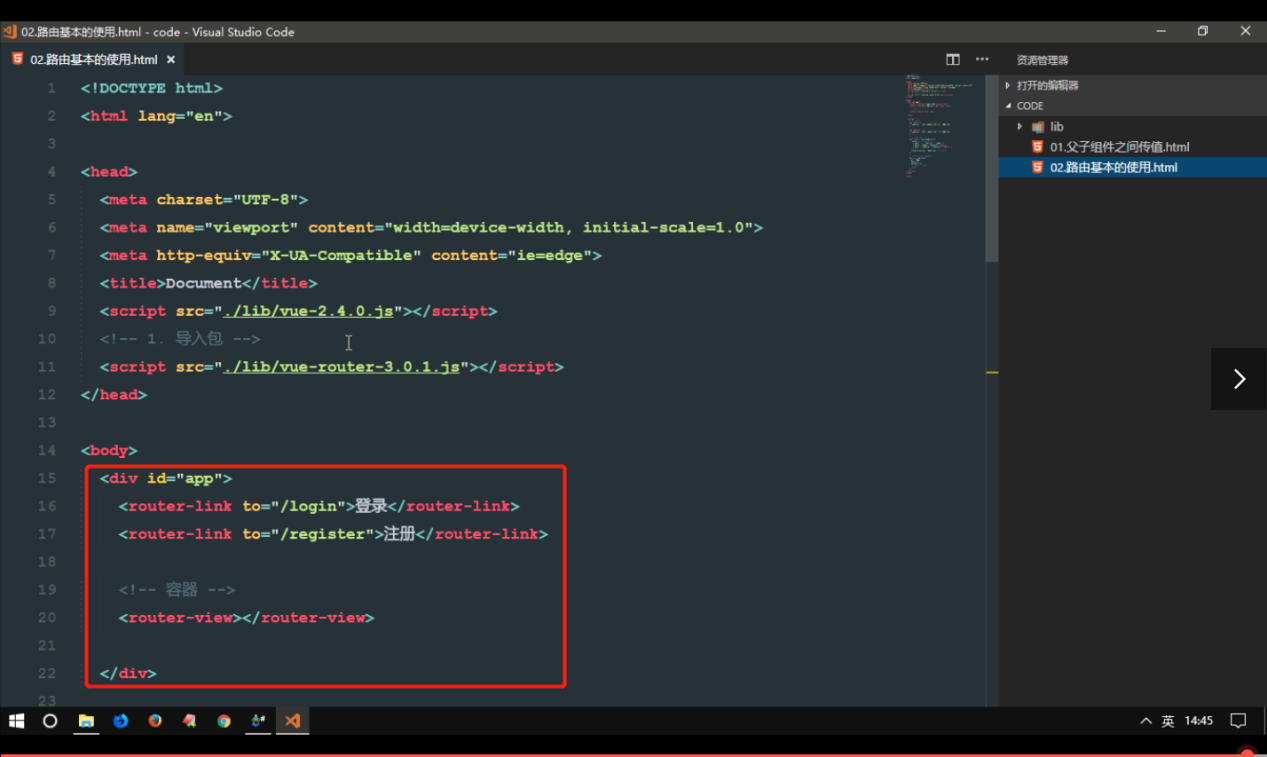 02.路由基本的使用.html - code - Visual Studio Code
02.路由基本的使用.html
资源管理器
打开的编辑器
CODE
lib
01.父子组件之间传值.html
02.路由基本的使用.html
1 <!DOCTYPE html>
2 <html lang="en">
3
4 <head>
5 <meta charset="UTF-8">
6 <meta name="viewport" content="width=device-width, initial-scale=1.0">
7 <meta http-equiv="X-UA-Compatible" content="ie=edge">
8 <title>Document</title>
9 <script src="./lib/vue-2.4.0.js"></script>
10 <!-- 1. 导入包 -->
11 <script src="./lib/vue-router-3.0.1.js"></script>
12 </head>
13
14 <body>
15 <div id="app">
16 <router-link to="/login">登录</router-link>
17 <router-link to="/register">注册</router-link>
18
19 <!-- 容器 -->
20 <router-view></router-view>
21
22 </div>
23
英 14:45